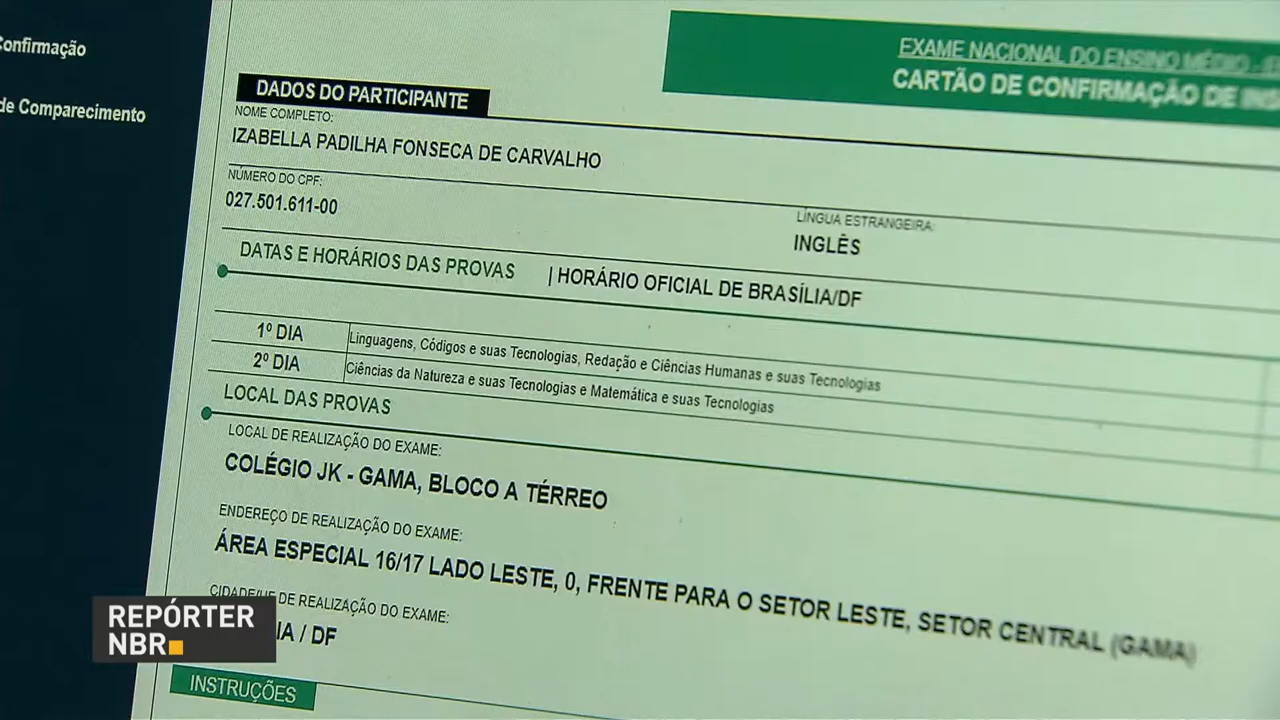 Confirmação
de Comparecimento
EXAME NACIONAL DO ENSINO MÉDIO -
CARTÃO DE CONFIRMAÇÃO DE INS
DADOS DO PARTICIPANTE
NOME COMPLETO:
IZABELLA PADILHA FONSECA DE CARVALHO
NÚMERO DO CPF:
027.501.611-00
LÍNGUA ESTRANGEIRA:
INGLÊS
DATAS E HORÁRIOS DAS PROVAS | HORÁRIO OFICIAL DE BRASÍLIA/DF
1º DIA Linguagens, Códigos e suas Tecnologias, Redação e Ciências Humanas e suas Tecnologias
2º DIA Ciências da Natureza e suas Tecnologias e Matemática e suas Tecnologias
LOCAL DAS PROVAS
LOCAL DE REALIZAÇÃO DO EXAME:
COLÉGIO JK - GAMA, BLOCO A TÉRREO
ENDEREÇO DE REALIZAÇÃO DO EXAME:
ÁREA ESPECIAL 16/17 LADO LESTE, 0, FRENTE PARA O SETOR LESTE, SETOR CENTRAL (GAMA)
CIDADE/UF DE REALIZAÇÃO DO EXAME:
IA / DF
REPÓRTER
NBR
INSTRUÇÕES